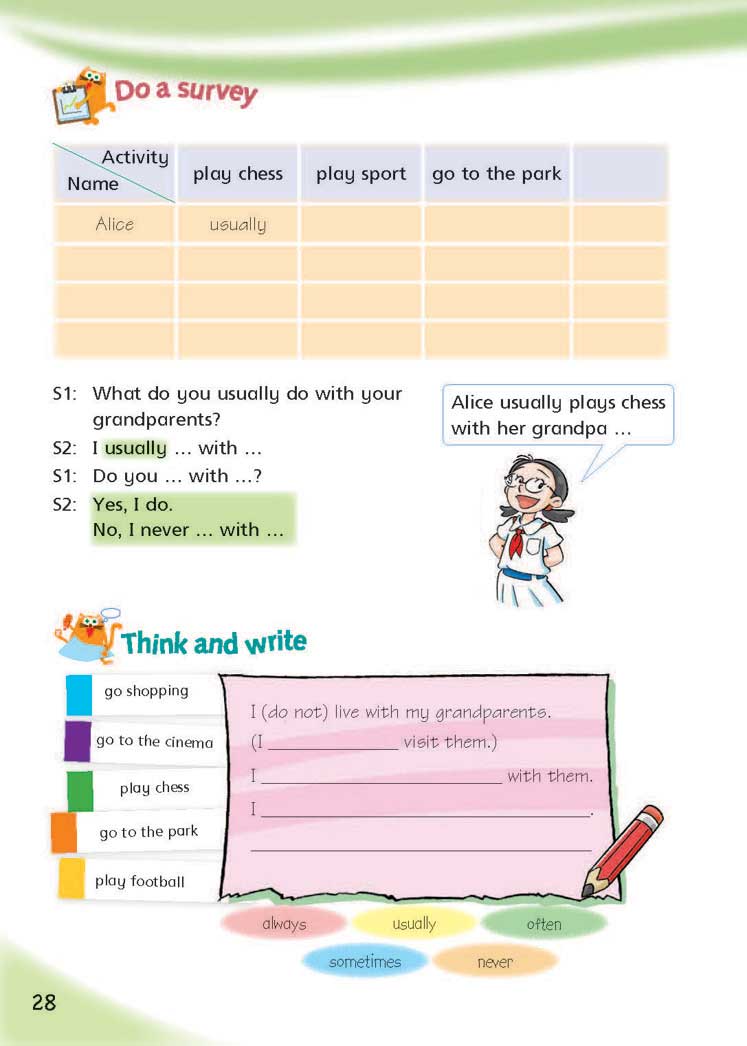 Do a survey
Activity
Name
play chess
play sport
go to the park
Alice
usually
S1: What do you usually do with your
grandparents?
S2: I usually ... with ...
S1: Do you ... with ...?
S2: Yes, I do.
No, I never ... with ...
Alice usually plays chess
with her grandpa ...
Think and write
go shopping
go to the cinema
play chess
go to the park
play football
I (do not) live with my grandparents.
(I ____________ visit them.)
I ______________________ with them.
I ______________________________.
______________________________
always
usually
often
sometimes
never
28